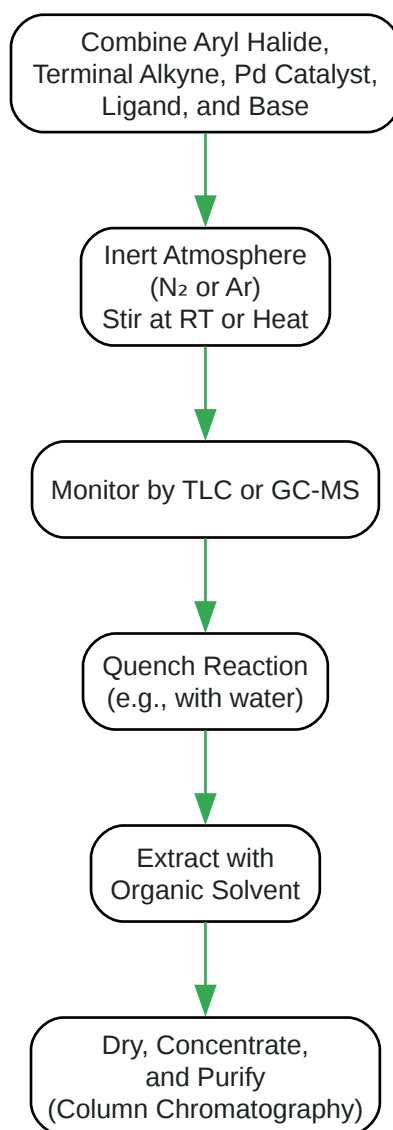 Combine Aryl Halide,
Terminal Alkyne, Pd Catalyst,
Ligand, and Base
Inert Atmosphere
(N₂ or Ar)
Stir at RT or Heat
Monitor by TLC or GC-MS
Quench Reaction
(e.g., with water)
Extract with
Organic Solvent
Dry, Concentrate,
and Purify
(Column Chromatography)